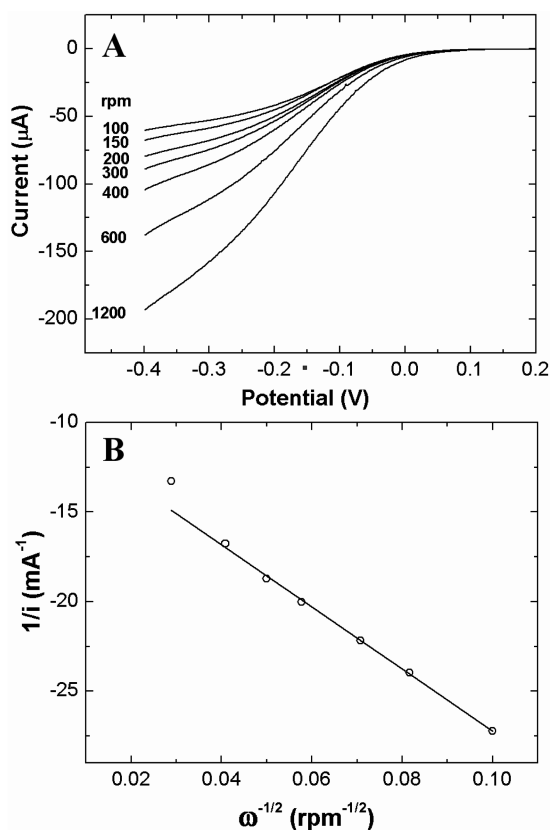 A
0
-50
-100
-150
-200
Current (µA)
rpm
100
150
200
300
400
600
1200
-0.4 -0.3 -0.2 -0.1 0.0 0.1 0.2
Potential (V)
B
-10
-15
-20
-25
1/i (mA⁻¹)
0.02 0.04 0.06 0.08 0.10
ω⁻¹/² (rpm⁻¹/²)